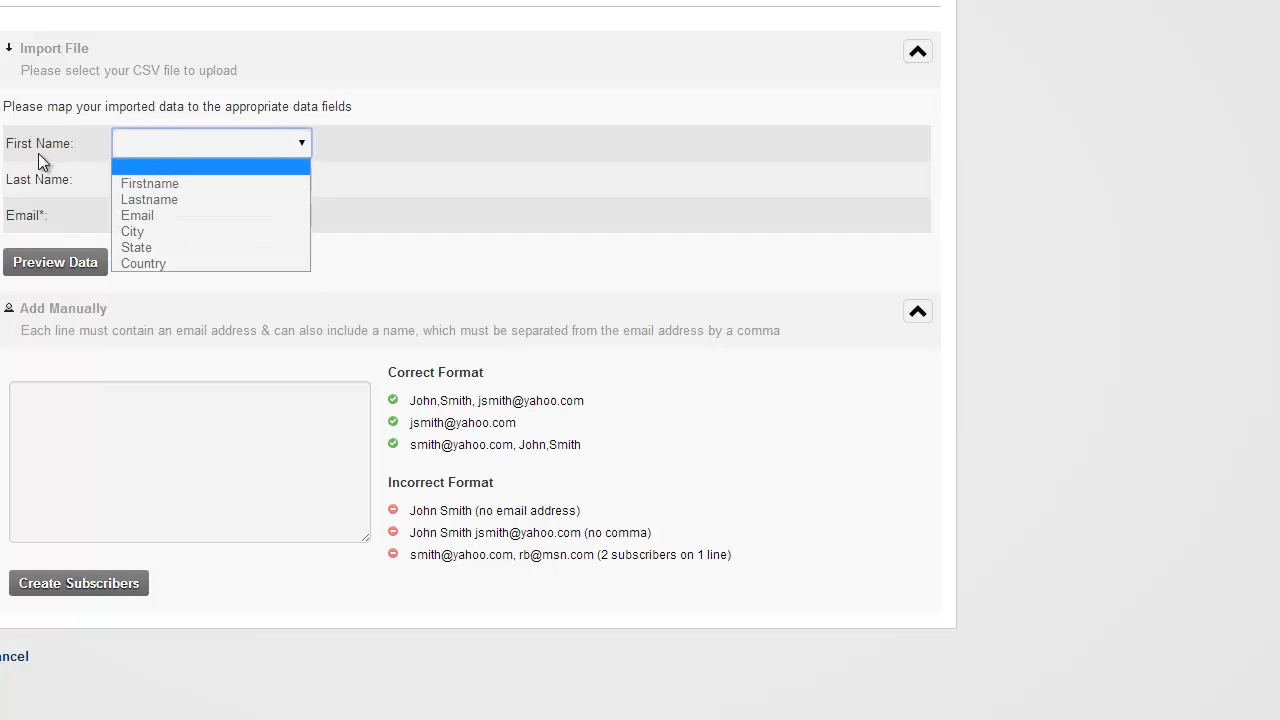 Import File
Please select your CSV file to upload
Please map your imported data to the appropriate data fields
First Name:
Last Name:
Email*:
Firstname
Lastname
Email
City
State
Country
Preview Data
Add Manually
Each line must contain an email address & can also include a name, which must be separated from the email address by a comma
Correct Format
John,Smith, jsmith@yahoo.com
jsmith@yahoo.com
smith@yahoo.com, John,Smith
Incorrect Format
John Smith (no email address)
John Smith jsmith@yahoo.com (no comma)
smith@yahoo.com, rb@msn.com (2 subscribers on 1 line)
Create Subscribers
ancel